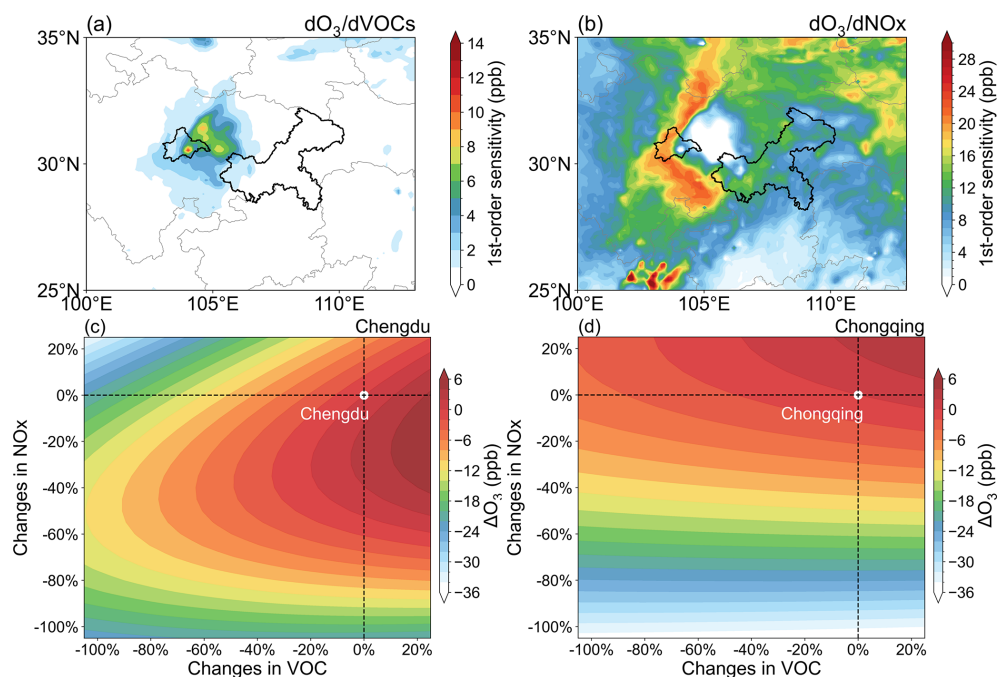 (a)
dO₃/dVOCs
35°N
30°N
25°N
100°E
105°E
110°E
14
12
10
8
6
4
2
0
1st-order sensitivity (ppb)
(b)
dO₃/dNOx
35°N
30°N
25°N
100°E
105°E
110°E
28
24
20
16
12
8
4
0
1st-order sensitivity (ppb)
(c)
Chengdu
20%
0%
-20%
-40%
-60%
-80%
-100%
Changes in NOx
Chengdu
-100%
-80%
-60%
-40%
-20%
0%
20%
Changes in VOC
6
0
−6
−12
−18
−24
−30
−36
ΔO₃ (ppb)
(d)
Chongqing
20%
0%
-20%
-40%
-60%
-80%
-100%
Changes in NOx
Chongqing
-100%
-80%
-60%
-40%
-20%
0%
20%
Changes in VOC
6
0
−6
−12
−18
−24
−30
−36
ΔO₃ (ppb)